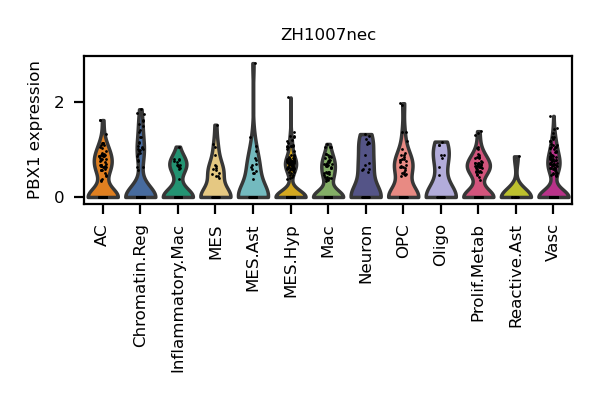 ZH1007nec
PBX1 expression
2
0
AC
Chromatin.Reg
Inflammatory.Mac
MES
MES.Ast
MES.Hyp
Mac
Neuron
OPC
Oligo
Prolif.Metab
Reactive.Ast
Vasc